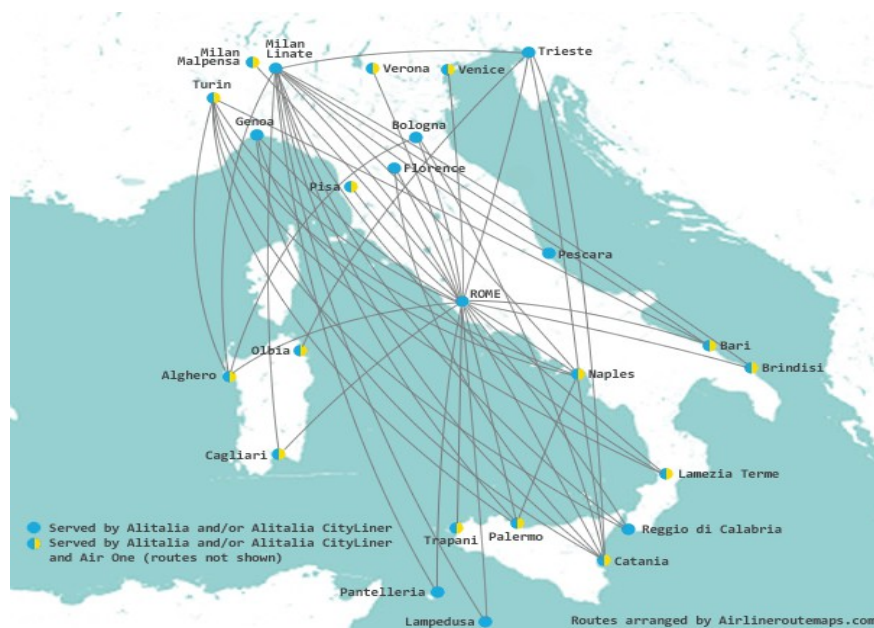 Milan
Malpensa
Milan
Linate
Trieste
Verona
Venice
Turin
Genoa
Bologna
Florence
Pisa
Pescara
ROME
Olbia
Bari
Alghero
Naples
Brindisi
Cagliari
Lamezia Terme
Served by Alitalia and/or Alitalia CityLiner
Served by Alitalia and/or Alitalia CityLiner
and Air One (routes not shown)
Trapani
Palermo
Reggio di Calabria
Catania
Pantelleria
Lampedusa
Routes arranged by Airlineroutemaps.com